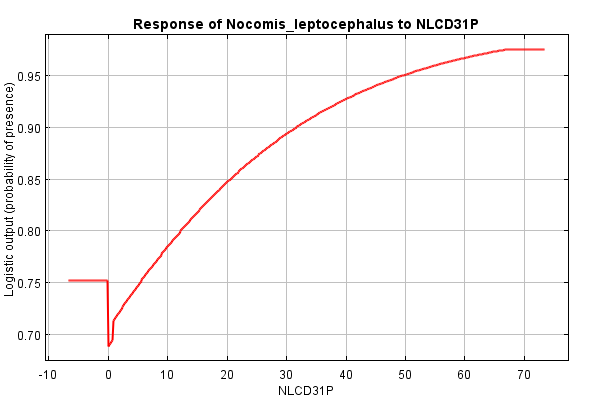 Response of Nocomis_leptocephalus to NLCD31P
Logistic output (probability of presence)
0.95
0.90
0.85
0.80
0.75
0.70
-10 0 10 20 30 40 50 60 70
NLCD31P